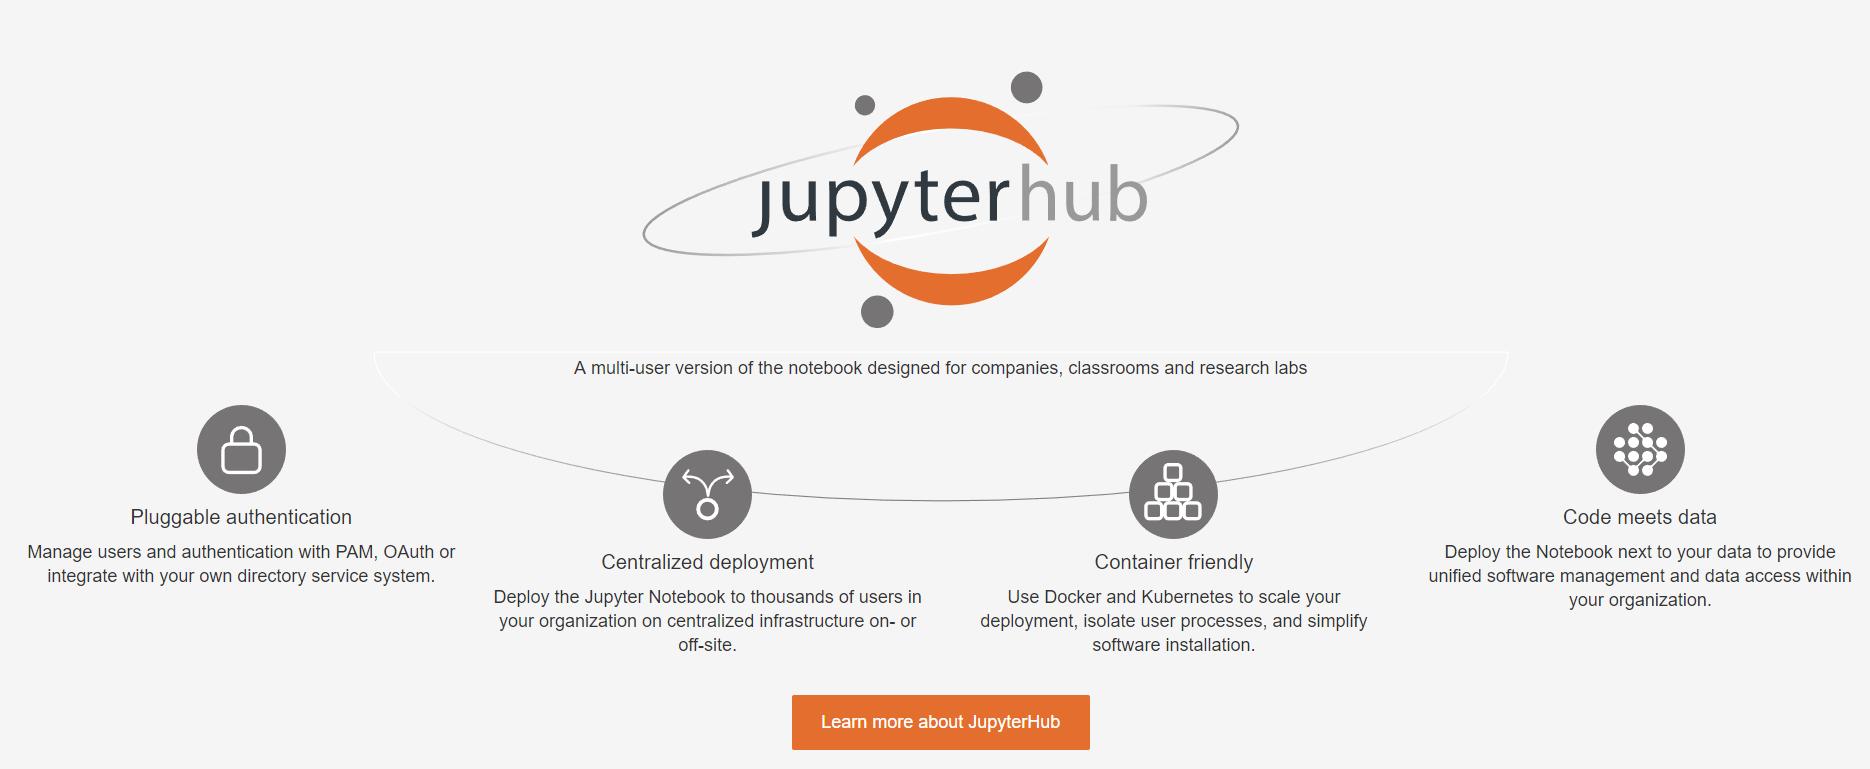 jupyterhub
A multi-user version of the notebook designed for companies, classrooms and research labs
Pluggable authentication
Manage users and authentication with PAM, OAuth or
integrate with your own directory service system.
Centralized deployment
Deploy the Jupyter Notebook to thousands of users in
your organization on centralized infrastructure on- or
off-site.
Container friendly
Use Docker and Kubernetes to scale your
deployment, isolate user processes, and simplify
software installation.
Code meets data
Deploy the Notebook next to your data to provide
unified software management and data access within
your organization.
Learn more about JupyterHub